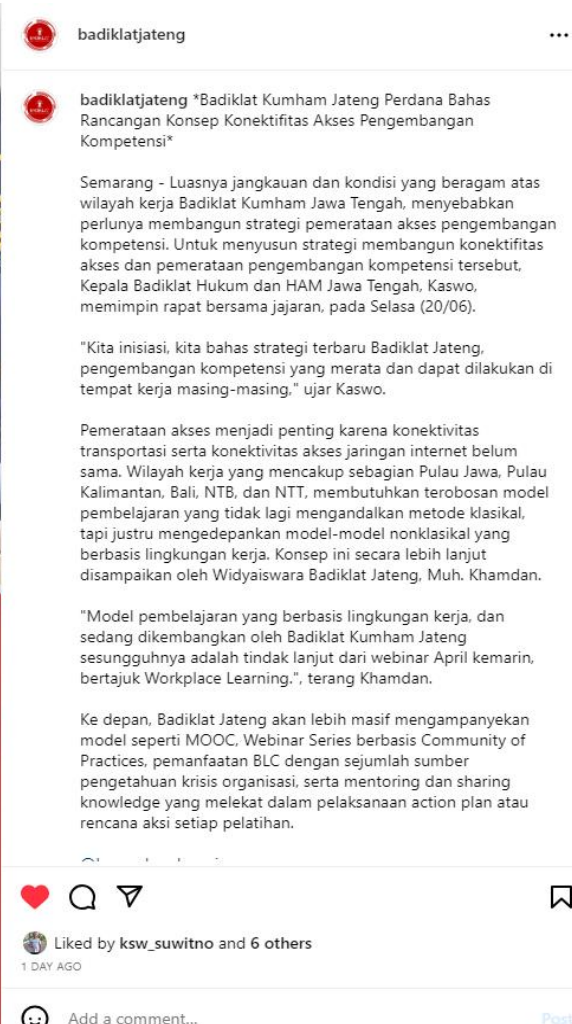 badiklatjateng
badiklatjateng *Badiklat Kumham Jateng Perdana Bahas
Rancangan Konsep Konektifitas Akses Pengembangan
Kompetensi*
Semarang - Luasnya jangkauan dan kondisi yang beragam atas
wilayah kerja Badiklat Kumham Jawa Tengah, menyebabkan
perlunya membangun strategi pemerataan akses pengembangan
kompetensi. Untuk menyusun strategi membangun konektifitas
akses dan pemerataan pengembangan kompetensi tersebut,
Kepala Badiklat Hukum dan HAM Jawa Tengah, Kaswo,
memimpin rapat bersama jajaran, pada Selasa (20/06).
"Kita inisiasi, kita bahas strategi terbaru Badiklat Jateng,
pengembangan kompetensi yang merata dan dapat dilakukan di
tempat kerja masing-masing," ujar Kaswo.
Pemerataan akses menjadi penting karena konektivitas
transportasi serta konektivitas akses jaringan internet belum
sama. Wilayah kerja yang mencakup sebagian Pulau Jawa, Pulau
Kalimantan, Bali, NTB, dan NTT, membutuhkan terobosan model
pembelajaran yang tidak lagi mengandalkan metode klasikal,
tapi justru mengedepankan model-model nonklasikal yang
berbasis lingkungan kerja. Konsep ini secara lebih lanjut
disampaikan oleh Widyaiswara Badiklat Jateng, Muh. Khamdan.
"Model pembelajaran yang berbasis lingkungan kerja, dan
sedang dikembangkan oleh Badiklat Kumham Jateng
sesungguhnya adalah tindak lanjut dari webinar April kemarin,
bertajuk Workplace Learning.", terang Khamdan.
Ke depan, Badiklat Jateng akan lebih masif mengampanyekan
model seperti MOOC, Webinar Series berbasis Community of
Practices, pemanfaatan BLC dengan sejumlah sumber
pengetahuan krisis organisasi, serta mentoring dan sharing
knowledge yang melekat dalam pelaksanaan action plan atau
rencana aksi setiap pelatihan.
Liked by ksw_suwitno and 6 others
1 DAY AGO
Add a comment...
Post